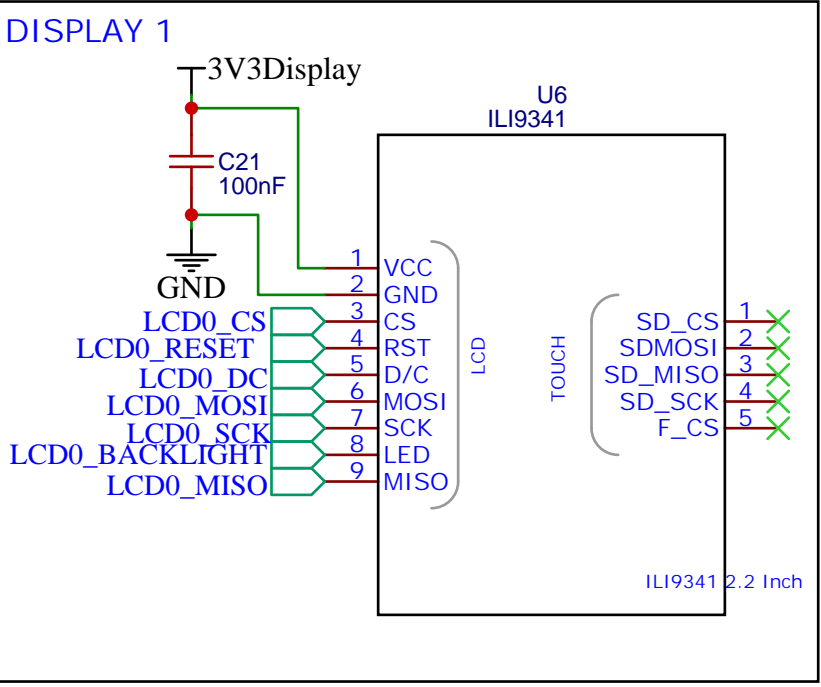 DISPLAY 1
3V3Display
U6
ILI9341
C21
100nF
GND
1 VCC
2 GND
LCD0_CS 3 CS
LCD0_RESET 4 RST
LCD0_DC 5 D/C
LCD0_MOSI 6 MOSI
LCD0_SCK 7 SCK
LCD0_BACKLIGHT 8 LED
LCD0_MISO 9 MISO
LCD
TOUCH
SD_CS 1
SDMOSI 2
SD_MISO 3
SD_SCK 4
F_CS 5
ILI9341 2.2 Inch